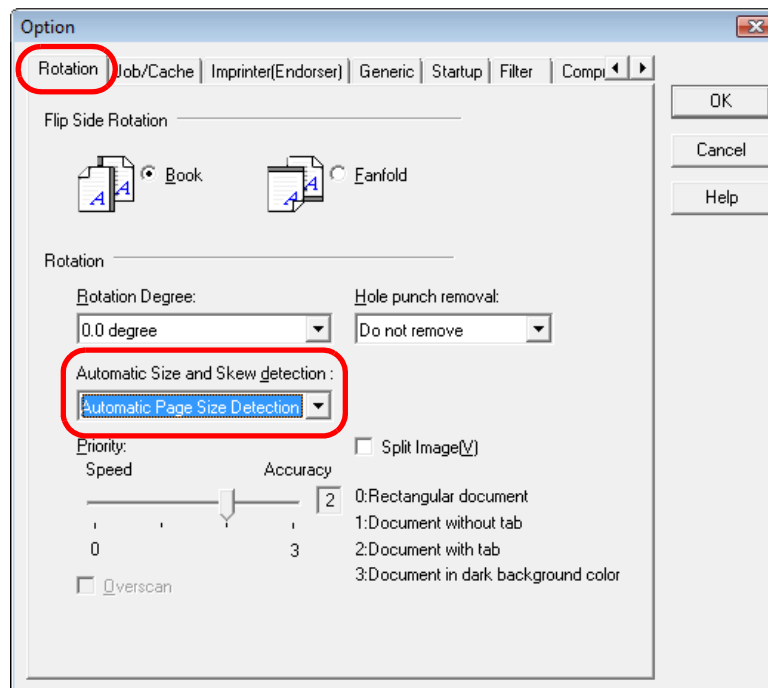 Option
Rotation Job/Cache Imprinter(Endorser) Generic Startup Filter
OK
Cancel
Help
Flip Side Rotation
A A Book A A Fanfold
Rotation
Rotation Degree: Hole punch removal:
0.0 degree Do not remove
Automatic Size and Skew detection :
Automatic Page Size Detection
Priority: Split Image(V)
Speed Accuracy
2 0:Rectangular document
1:Document without tab
0 3 2:Document with tab
3:Document in dark background color
Overscan